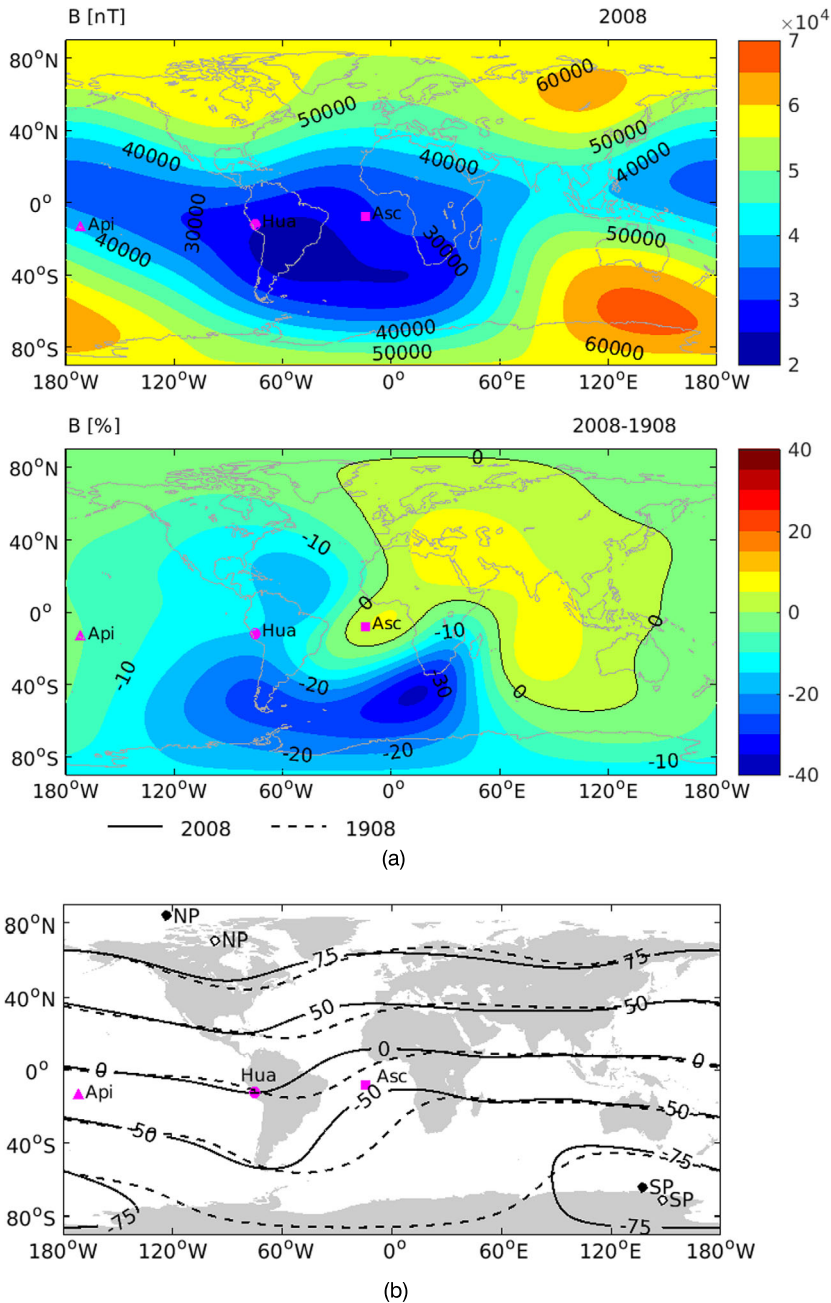 B [nT] 2008
×10⁴
80°N 60000 7
50000 6
40°N 50000
40000 40000 40000 5
0° Asc
Api Hua 30000 30000 50000 4
40000
40°S 3
40000
80°S 50000 60000 2
180°W 120°W 60°W 0° 60°E 120°E 180°W
B [%] 2008-1908
80°N 0 40
-10 20
40°N
0° 0 0 0
Api Hua Asc -10
-10 -20 -30 0
40°S -20
80°S -20 -20 -10 -40
180°W 120°W 60°W 0° 60°E 120°E 180°W
2008 1908
(a)
80°N NP
NP
75 75
40°N 50 50
0° 0 0 0
Api Hua Asc
-50 -50 -50
40°S
-75
SP
SP
80°S -75 -75
180°W 120°W 60°W 0° 60°E 120°E 180°W
(b)